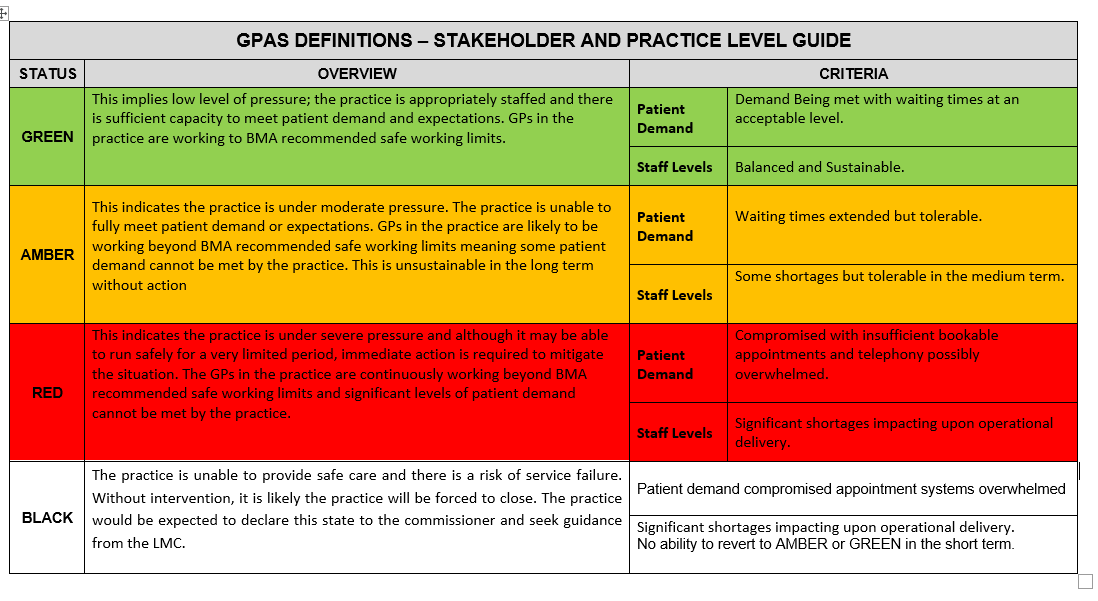 GPAS DEFINITIONS – STAKEHOLDER AND PRACTICE LEVEL GUIDE
STATUS
OVERVIEW
CRITERIA
GREEN
This implies low level of pressure; the practice is appropriately staffed and there
is sufficient capacity to meet patient demand and expectations. GPs in the
practice are working to BMA recommended safe working limits.
Patient
Demand
Demand Being met with waiting times at an
acceptable level.
Staff Levels
Balanced and Sustainable.
AMBER
This indicates the practice is under moderate pressure. The practice is unable to
fully meet patient demand or expectations. GPs in the practice are likely to be
working beyond BMA recommended safe working limits meaning some patient
demand cannot be met by the practice. This is unsustainable in the long term
without action
Patient
Demand
Waiting times extended but tolerable.
Staff Levels
Some shortages but tolerable in the medium term.
RED
This indicates the practice is under severe pressure and although it may be able
to run safely for a very limited period, immediate action is required to mitigate
the situation. The GPs in the practice are continuously working beyond BMA
recommended safe working limits and significant levels of patient demand
cannot be met by the practice.
Patient
Demand
Compromised with insufficient bookable
appointments and telephony possibly
overwhelmed.
Staff Levels
Significant shortages impacting upon operational
delivery.
BLACK
The practice is unable to provide safe care and there is a risk of service failure.
Without intervention, it is likely the practice will be forced to close. The practice
would be expected to declare this state to the commissioner and seek guidance
from the LMC.
Patient demand compromised appointment systems overwhelmed
Significant shortages impacting upon operational delivery.
No ability to revert to AMBER or GREEN in the short term.